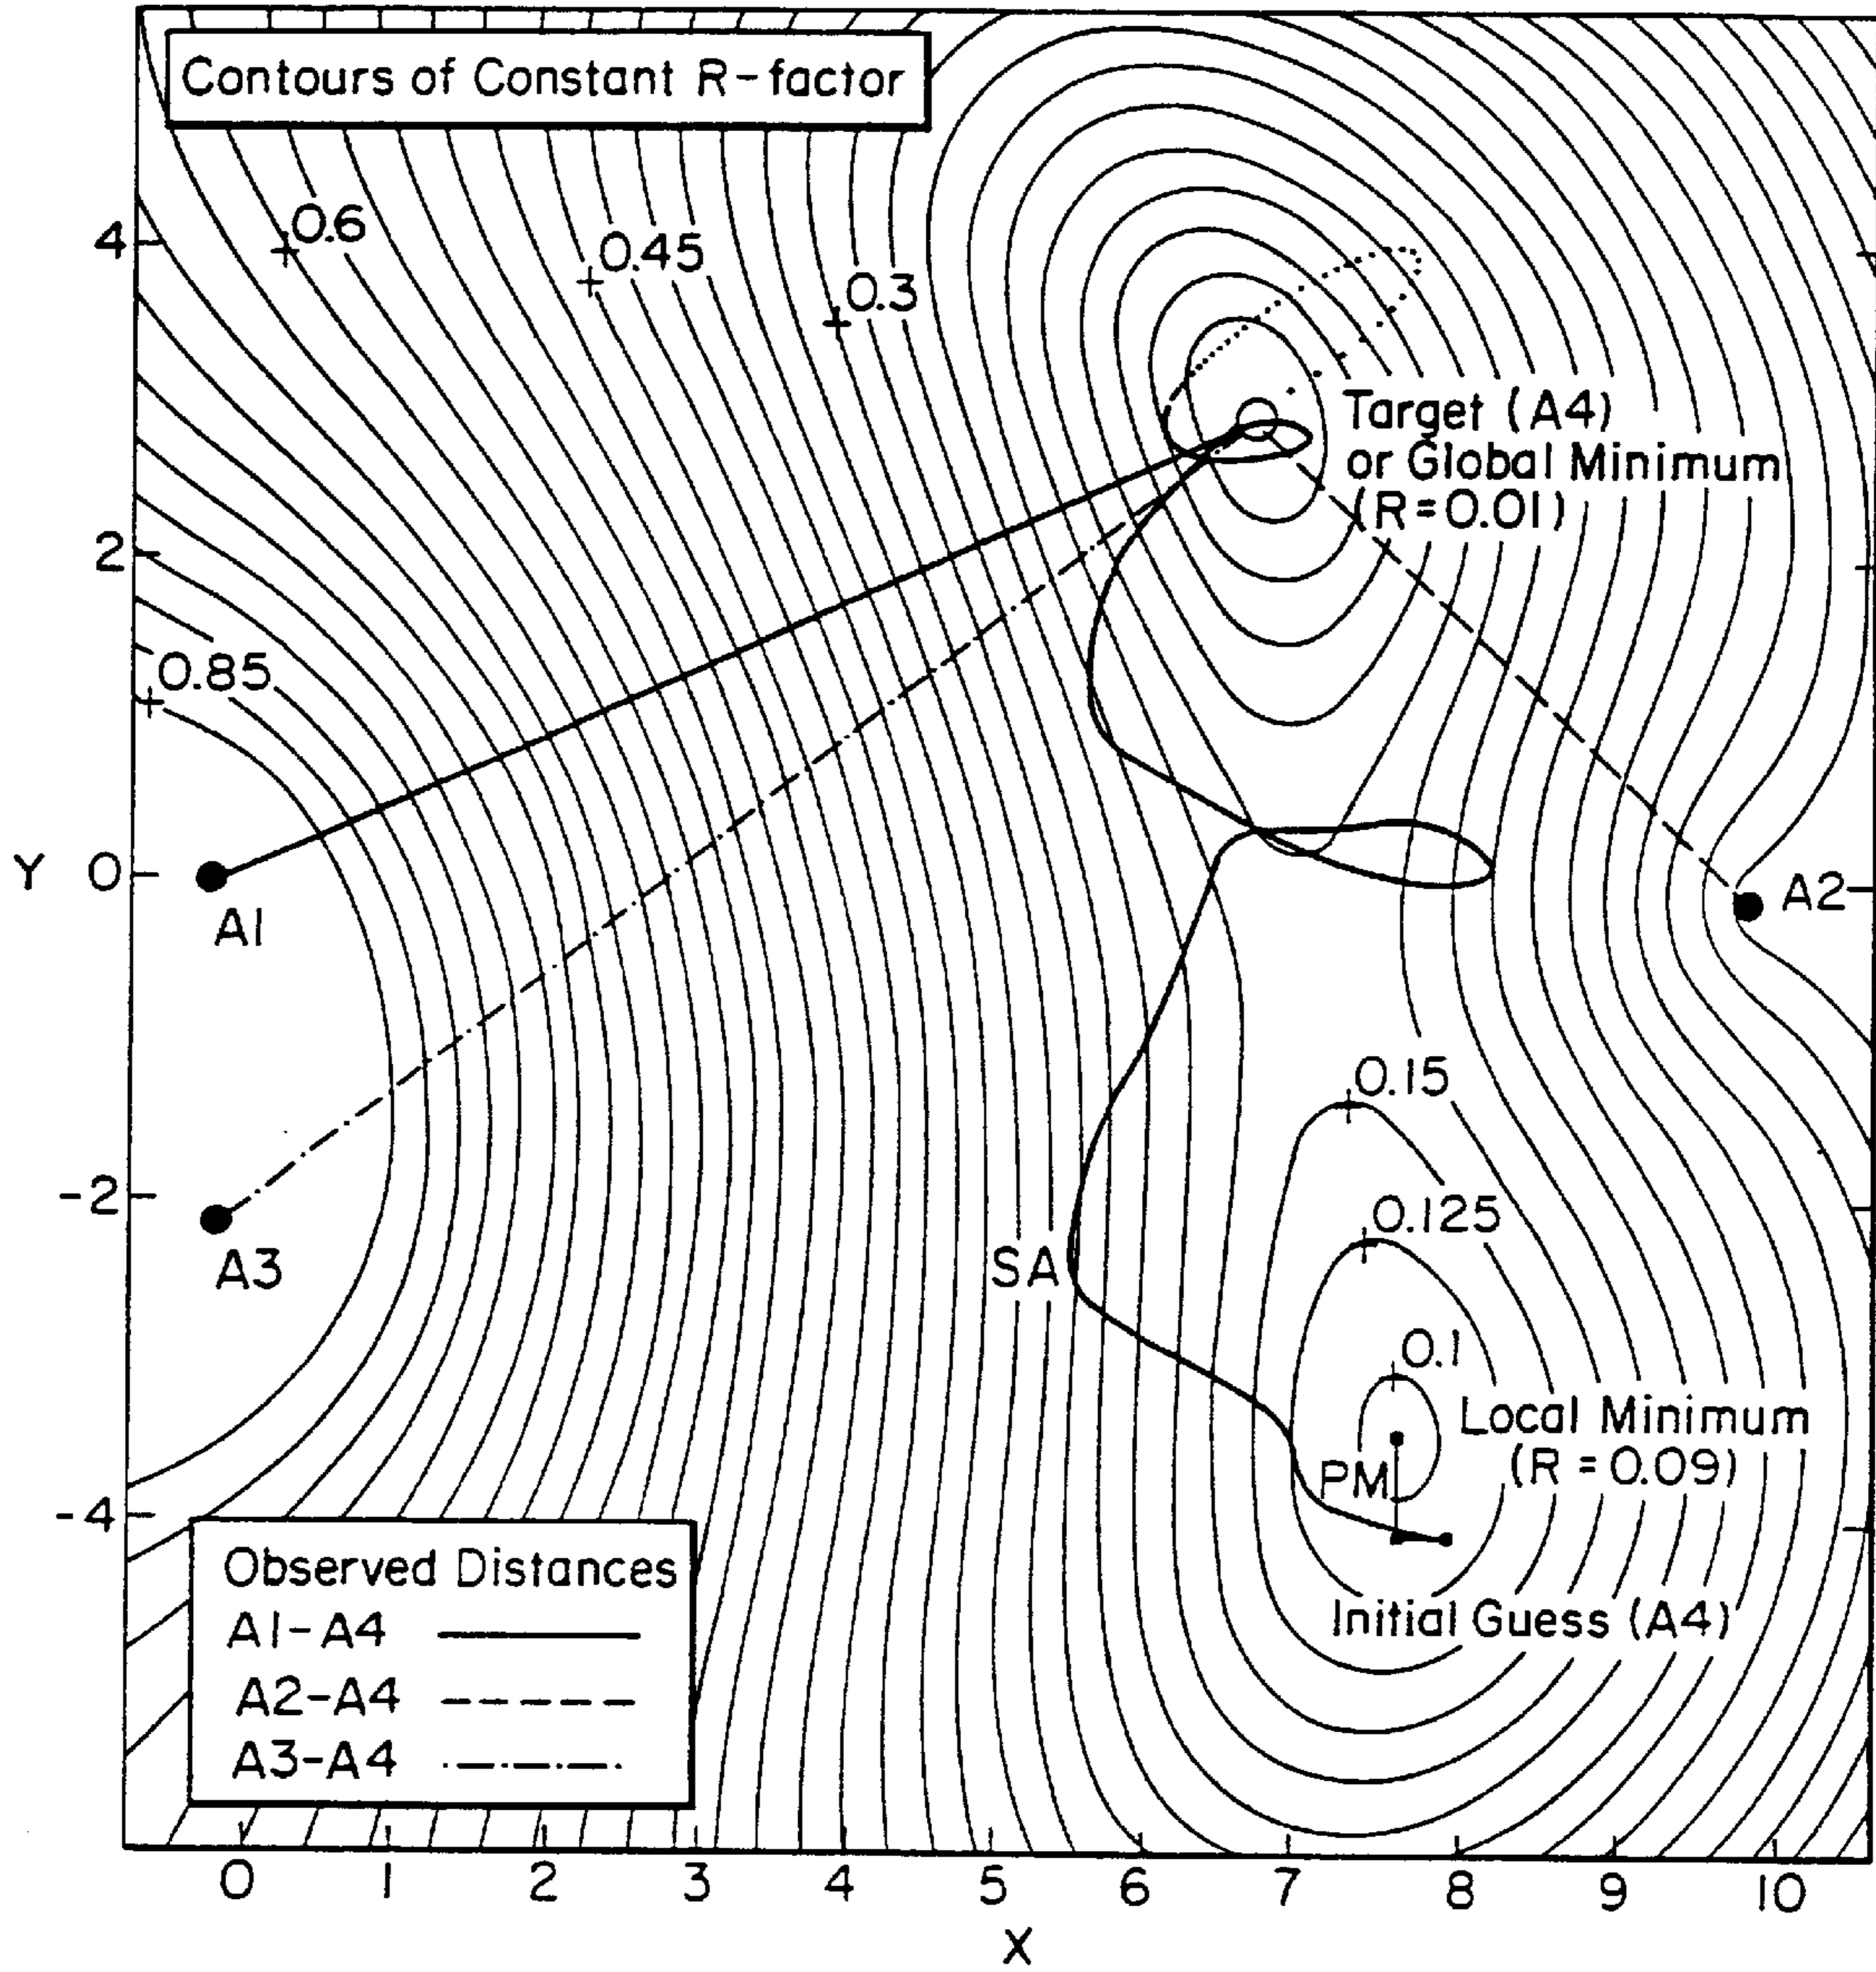 Contours of Constant R-factor
4
0.6
0.45
0.3
Target (A4)
or Global Minimum
(R=0.01)
2
0.85
Y
0
A1
A2
0.15
-2
A3
0.125
SA
0.1
Local Minimum
(R = 0.09)
PM
-4
Initial Guess (A4)
Observed Distances
A1-A4
A2-A4
A3-A4
0 1 2 3 4 5 6 7 8 9 10
X